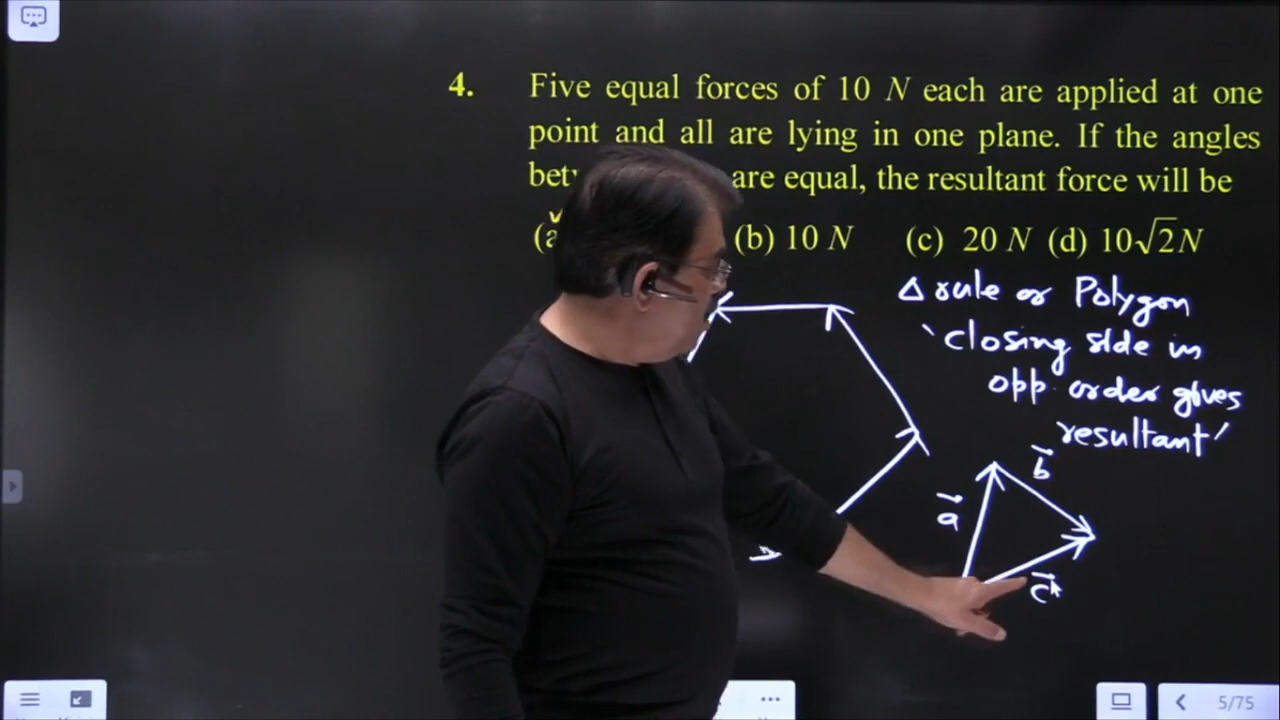 4. Five equal forces of 10 N each are applied at one
point and all are lying in one plane. If the angles
are equal, the resultant force will be
(b) 10 N (c) 20 N (d) 10√2N
Δ rule or Polygon
'closing side in
opp. order gives
resultant'
b⃗
a⃗
c⃗
5/75